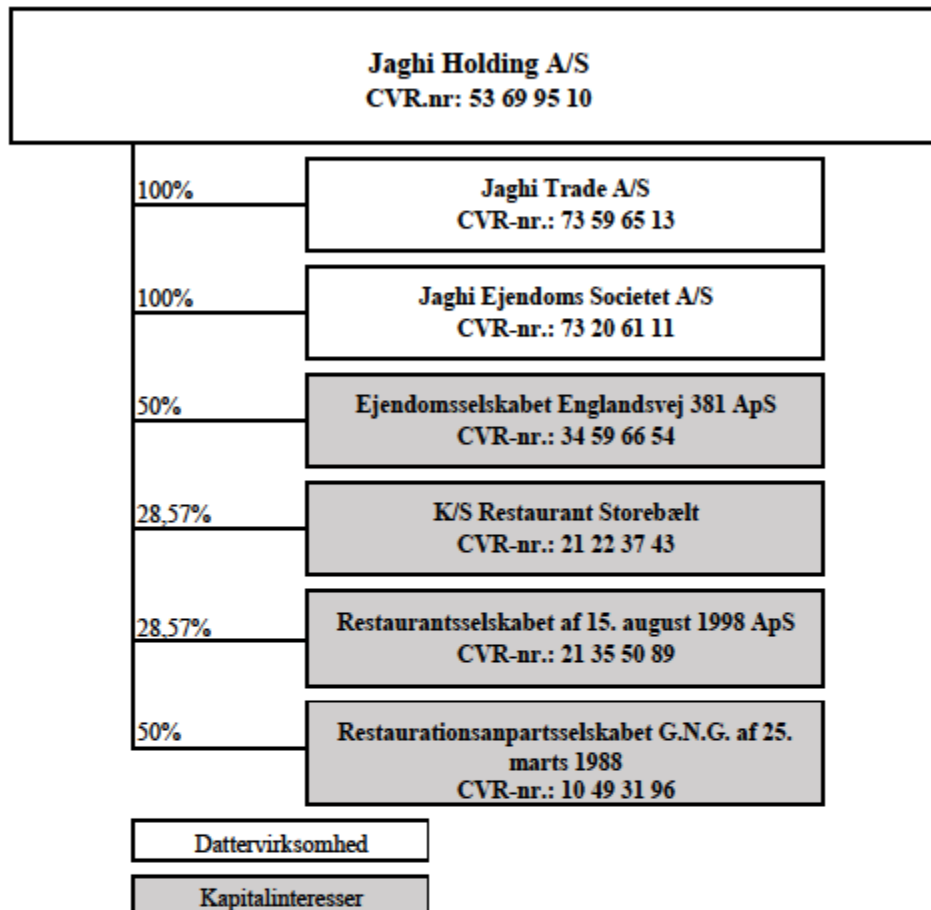 Jaghi Holding A/S
CVR.nr: 53 69 95 10
100%
Jaghi Trade A/S
CVR-nr.: 73 59 65 13
100%
Jaghi Ejendoms Societet A/S
CVR-nr.: 73 20 61 11
50%
Ejendomsselskabet Englandsvej 381 ApS
CVR-nr.: 34 59 66 54
28,57%
K/S Restaurant Storebælt
CVR-nr.: 21 22 37 43
28,57%
Restaurantsselskabet af 15. august 1998 ApS
CVR-nr.: 21 35 50 89
50%
Restaurationsanpartsselskabet G.N.G. af 25.
marts 1988
CVR-nr.: 10 49 31 96
Dattervirksomhed
Kapitalinteresser